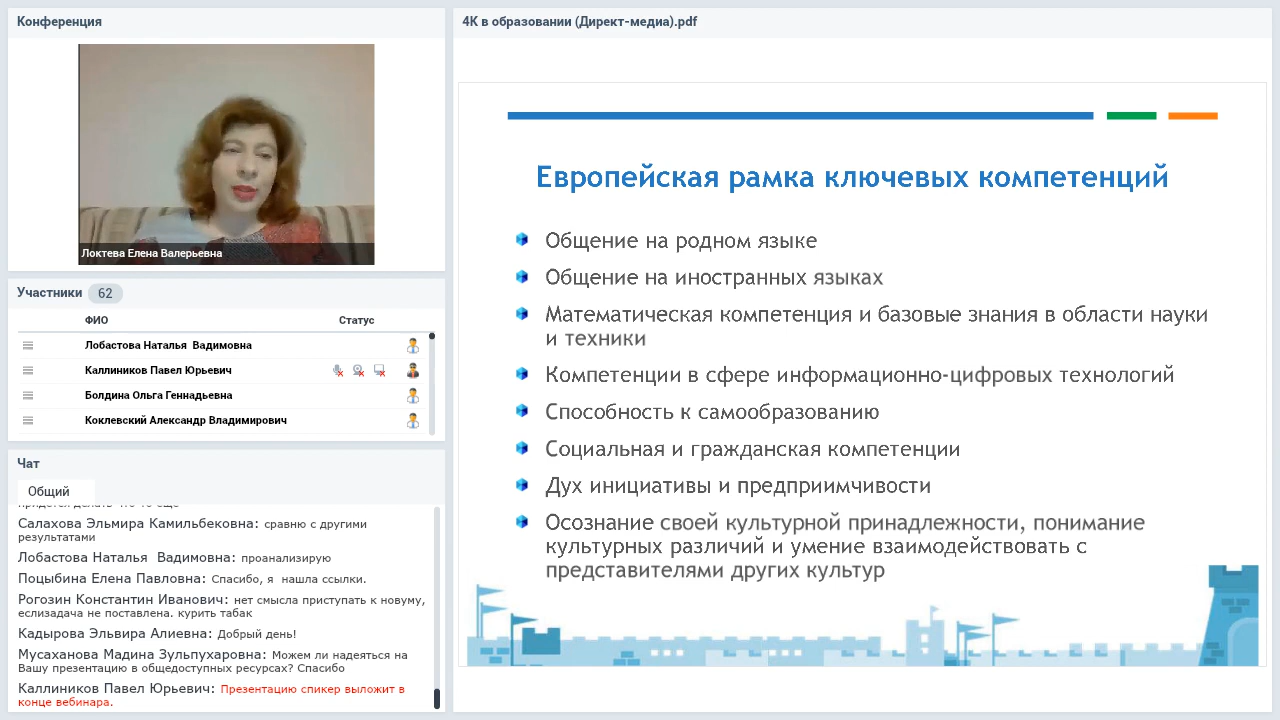 Конференция
Локтева Елена Валерьевна
Участники 62
ФИО Статус
Лобастова Наталья Вадимовна
Каллиников Павел Юрьевич
Болдина Ольга Геннадьевна
Коклевский Александр Владимирович
Чат
Общий
Салахова Эльмира Камильбековна: сравню с другими
результатами
Лобастова Наталья Вадимовна: проанализирую
Поцыбина Елена Павловна: Спасибо, я нашла ссылки.
Рогозин Константин Иванович: нет смысла приступать к новуму,
еслизадача не поставлена. курить табак
Кадырова Эльвира Алиевна: Добрый день!
Мусаханова Мадина Зульпухаровна: Можем ли надеяться на
Вашу презентацию в общедоступных ресурсах? Спасибо
Каллиников Павел Юрьевич: Презентацию спикер выложит в
конце вебинара.
4К в образовании (Директ-медиа).pdf
Европейская рамка ключевых компетенций
Общение на родном языке
Общение на иностранных языках
Математическая компетенция и базовые знания в области науки
и техники
Компетенции в сфере информационно-цифровых технологий
Способность к самообразованию
Социальная и гражданская компетенции
Дух инициативы и предприимчивости
Осознание своей культурной принадлежности, понимание
культурных различий и умение взаимодействовать с
представителями других культур